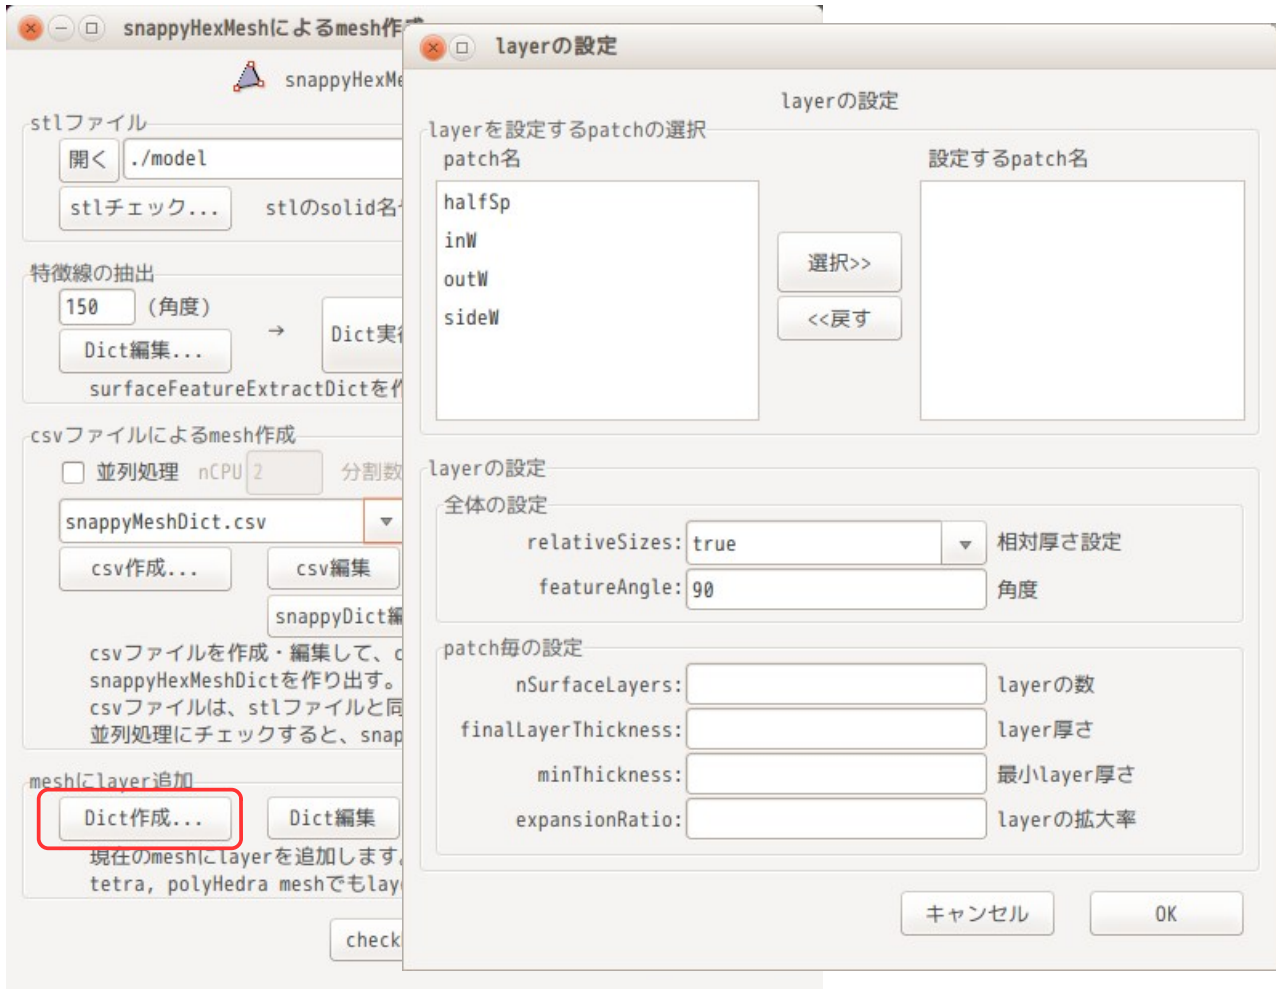 snappyHexMeshによるmesh作成
snappyHexMe
stlファイル
開く ./model
stlチェック... stlのsolid名
特徴線の抽出
150 (角度)
→
Dict編集...
Dict実
surfaceFeatureExtractDictを
csvファイルによるmesh作成
並列処理 nCPU 2 分割数
snappyMeshDict.csv
csv作成... csv編集
snappyDict編
csvファイルを作成・編集して、c
snappyHexMeshDictを作り出す。
csvファイルは、stlファイルと同
並列処理にチェックすると、snap
meshにlayer追加
Dict作成... Dict編集
現在のmeshにlayerを追加します。
tetra, polyHedra meshでもlay
check
layerの設定
layerの設定
layerを設定するpatchの選択
patch名 設定するpatch名
halfSp
inW
outW
sideW
選択>>
<<戻す
layerの設定
全体の設定
relativeSizes: true 相対厚さ設定
featureAngle: 90 角度
patch毎の設定
nSurfaceLayers: layerの数
finalLayerThickness: layer厚さ
minThickness: 最小layer厚さ
expansionRatio: layerの拡大率
キャンセル OK